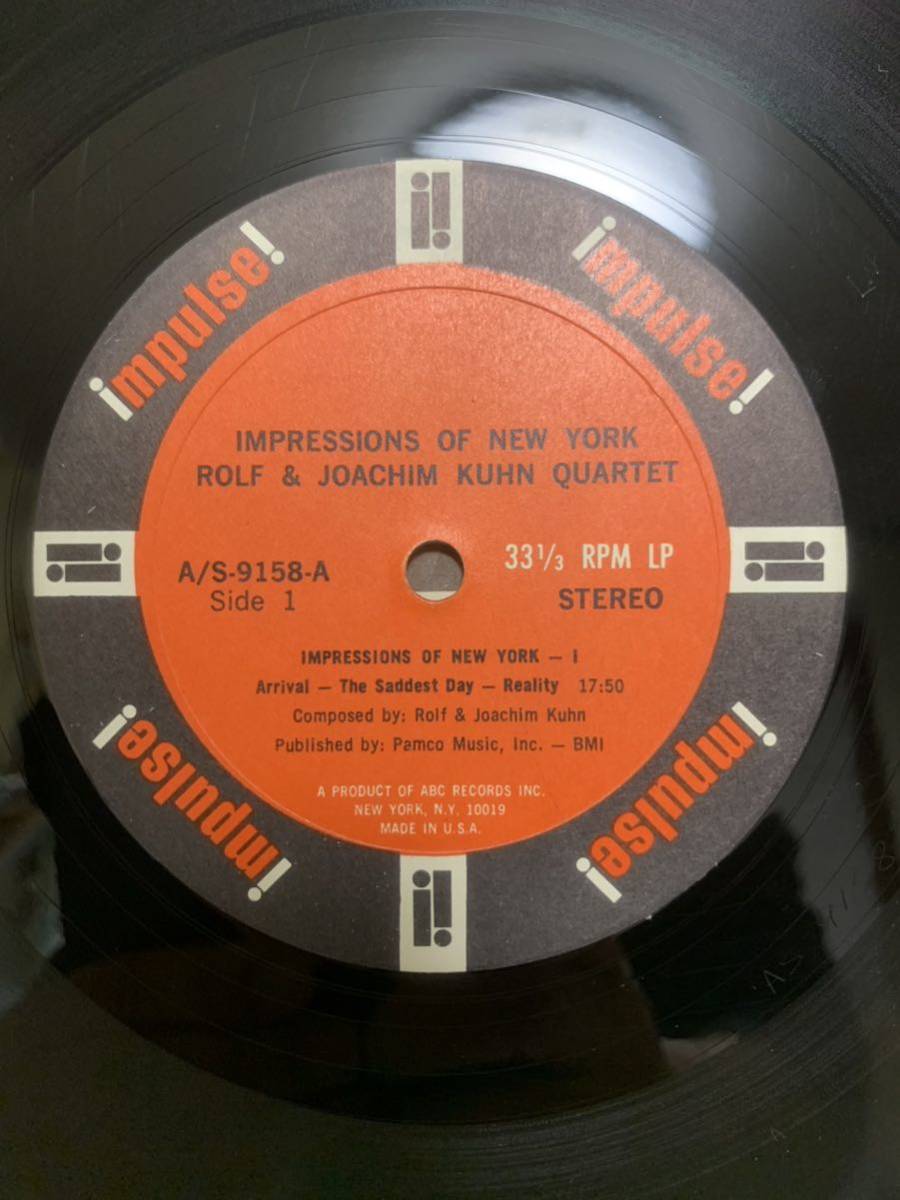 impulse!
impulse!
IMPRESSIONS OF NEW YORK
ROLF & JOACHIM KUHN QUARTET
A/S-9158-A
Side 1
33⅓ RPM LP
STEREO
IMPRESSIONS OF NEW YORK — I
Arrival — The Saddest Day — Reality 17:50
Composed by: Rolf & Joachim Kuhn
Published by: Pamco Music, Inc. — BMI
A PRODUCT OF ABC RECORDS INC.
NEW YORK, N.Y. 10019
MADE IN U.S.A.
impulse!
impulse!